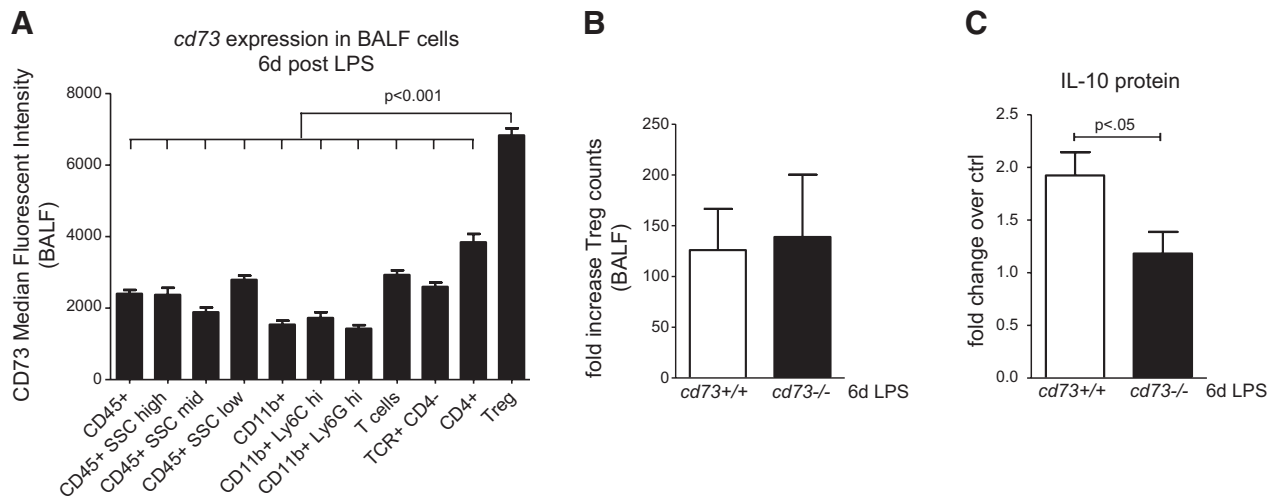 A
cd73 expression in BALF cells
6d post LPS
CD73 Median Fluorescent Intensity
(BALF)
8000
6000
4000
2000
0
p<0.001
CD45+
CD45+ SSC high
CD45+ SSC mid
CD45+ SSC low
CD11b+
CD11b+ Ly6C hi
CD11b+ Ly6G hi
T cells
TCR+ CD4-
CD4+
Treg
B
fold increase Treg counts
(BALF)
250
200
150
100
50
0
cd73+/+ cd73-/- 6d LPS
C
IL-10 protein
fold change over ctrl
2.5
2.0
1.5
1.0
0.5
0.0
p<.05
cd73+/+ cd73-/- 6d LPS